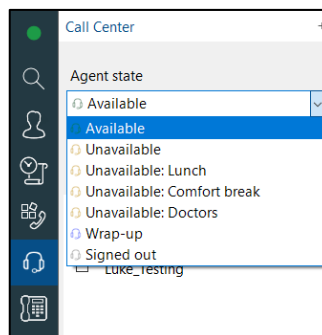 Call Center
Agent state
Available
Available
Unavailable
Unavailable: Lunch
Unavailable: Comfort break
Unavailable: Doctors
Wrap-up
Signed out
Luke_Testing